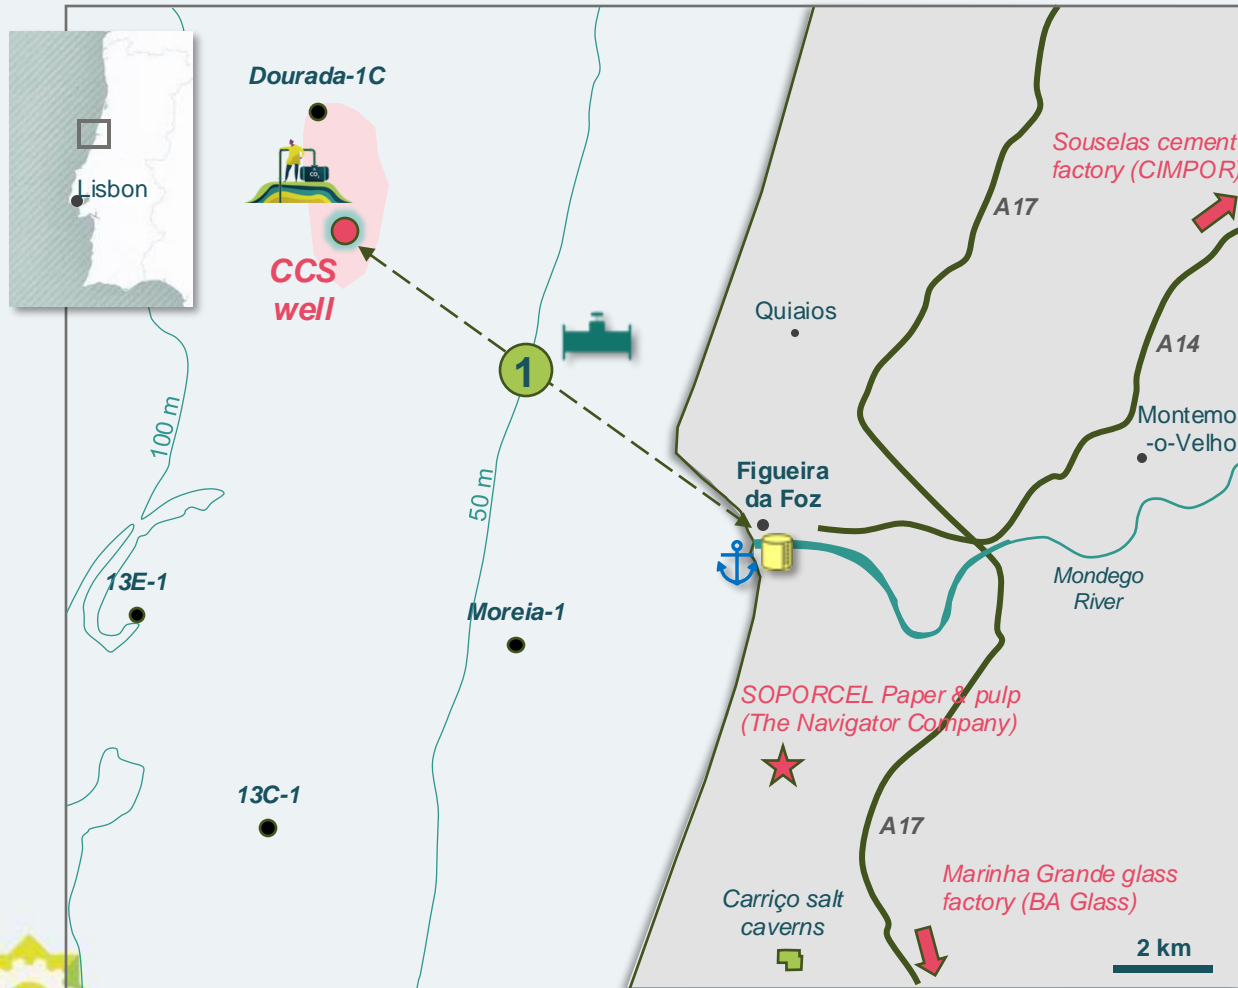 Dourada-1C
Lisbon
CCS
well
1
100 m
50 m
13E-1
Moreia-1
13C-1
Souselas cement
factory (CIMPOR)
A17
A14
Quiaios
Montemo
-o-Velho
Figueira
da Foz
Mondego
River
SOPORCEL Paper & pulp
(The Navigator Company)
A17
Marinha Grande glass
factory (BA Glass)
Carriço salt
caverns
2 km
CO₂